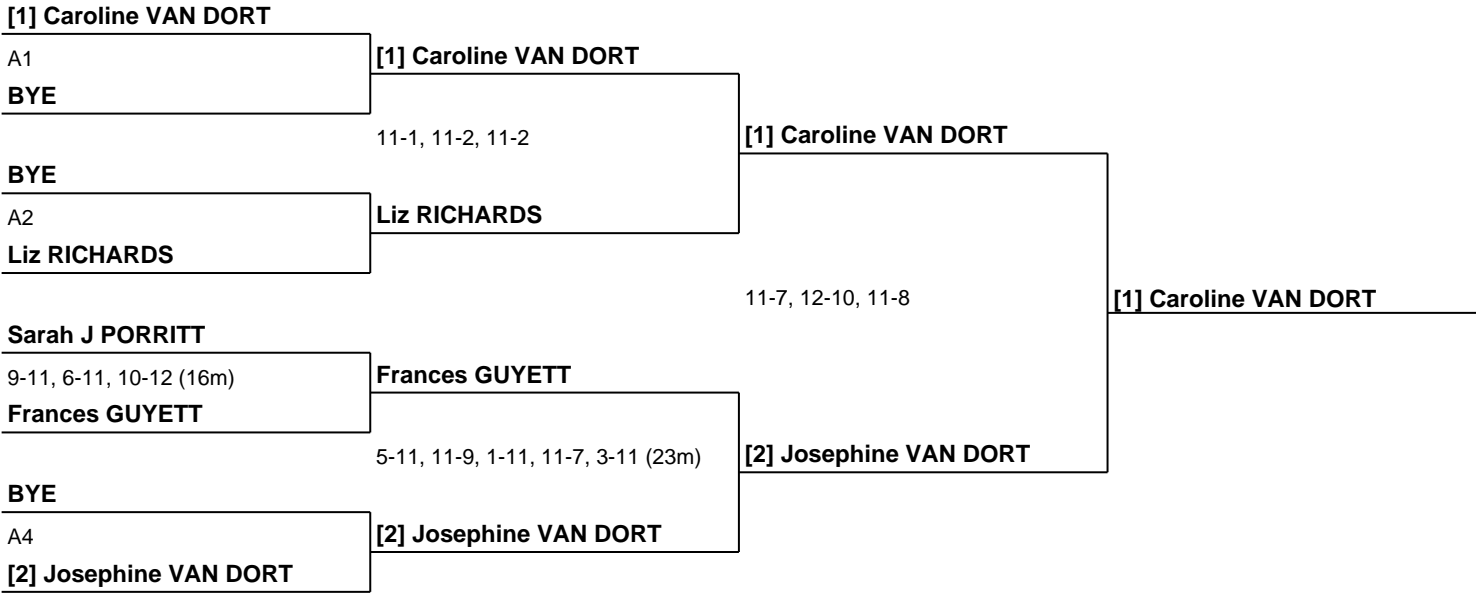 [1] Caroline VAN DORT
A1
BYE
BYE
A2
Liz RICHARDS
Sarah J PORRITT
9-11, 6-11, 10-12 (16m)
Frances GUYETT
BYE
A4
[2] Josephine VAN DORT
[1] Caroline VAN DORT
11-1, 11-2, 11-2
Liz RICHARDS
Frances GUYETT
5-11, 11-9, 1-11, 11-7, 3-11 (23m)
[2] Josephine VAN DORT
[1] Caroline VAN DORT
11-7, 12-10, 11-8
[2] Josephine VAN DORT
[1] Caroline VAN DORT